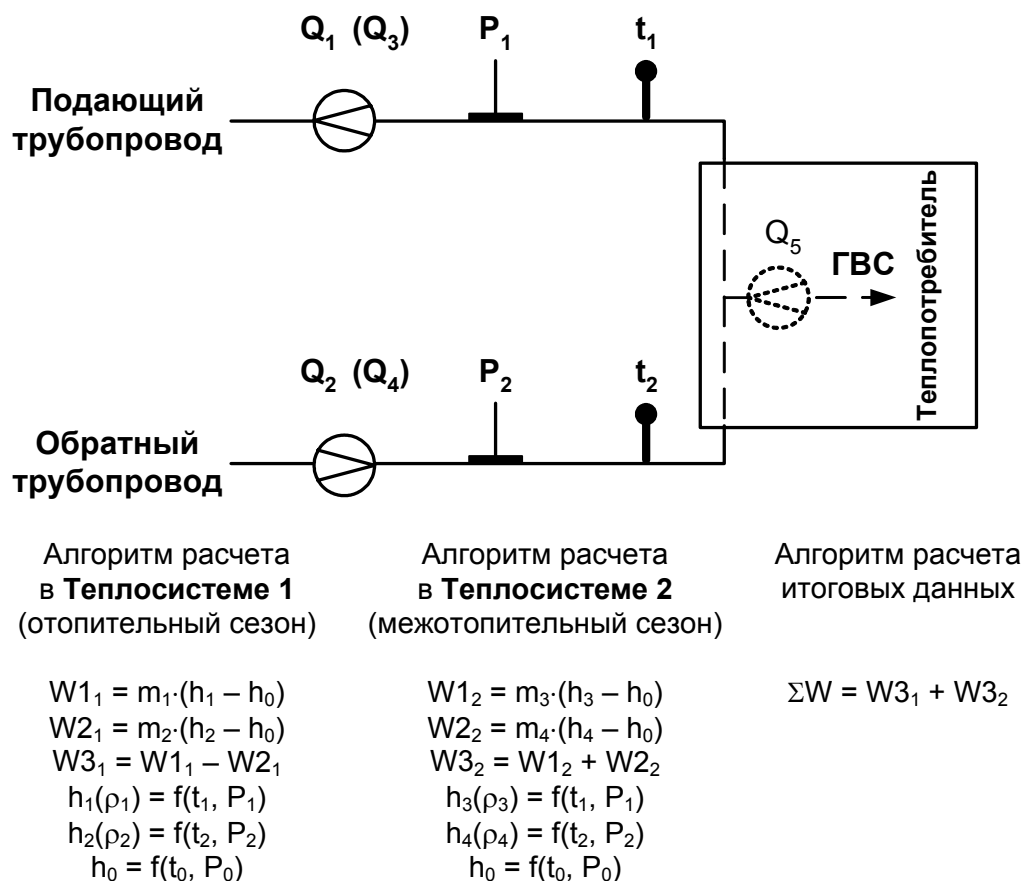 Q₁ (Q₃) P₁ t₁
Подающий
трубопровод
Теплопотребитель
Q₅
ГВС
Q₂ (Q₄) P₂ t₂
Обратный
трубопровод
Алгоритм расчета
в Теплосистеме 1
(отопительный сезон)
W1₁ = m₁·(h₁ – h₀)
W2₁ = m₂·(h₂ – h₀)
W3₁ = W1₁ – W2₁
h₁(ρ₁) = f(t₁, P₁)
h₂(ρ₂) = f(t₂, P₂)
h₀ = f(t₀, P₀)
Алгоритм расчета
в Теплосистеме 2
(межотопительный сезон)
W1₂ = m₃·(h₃ – h₀)
W2₂ = m₄·(h₄ – h₀)
W3₂ = W1₂ + W2₂
h₃(ρ₃) = f(t₁, P₁)
h₄(ρ₄) = f(t₂, P₂)
h₀ = f(t₀, P₀)
Алгоритм расчета
итоговых данных
ΣW = W3₁ + W3₂